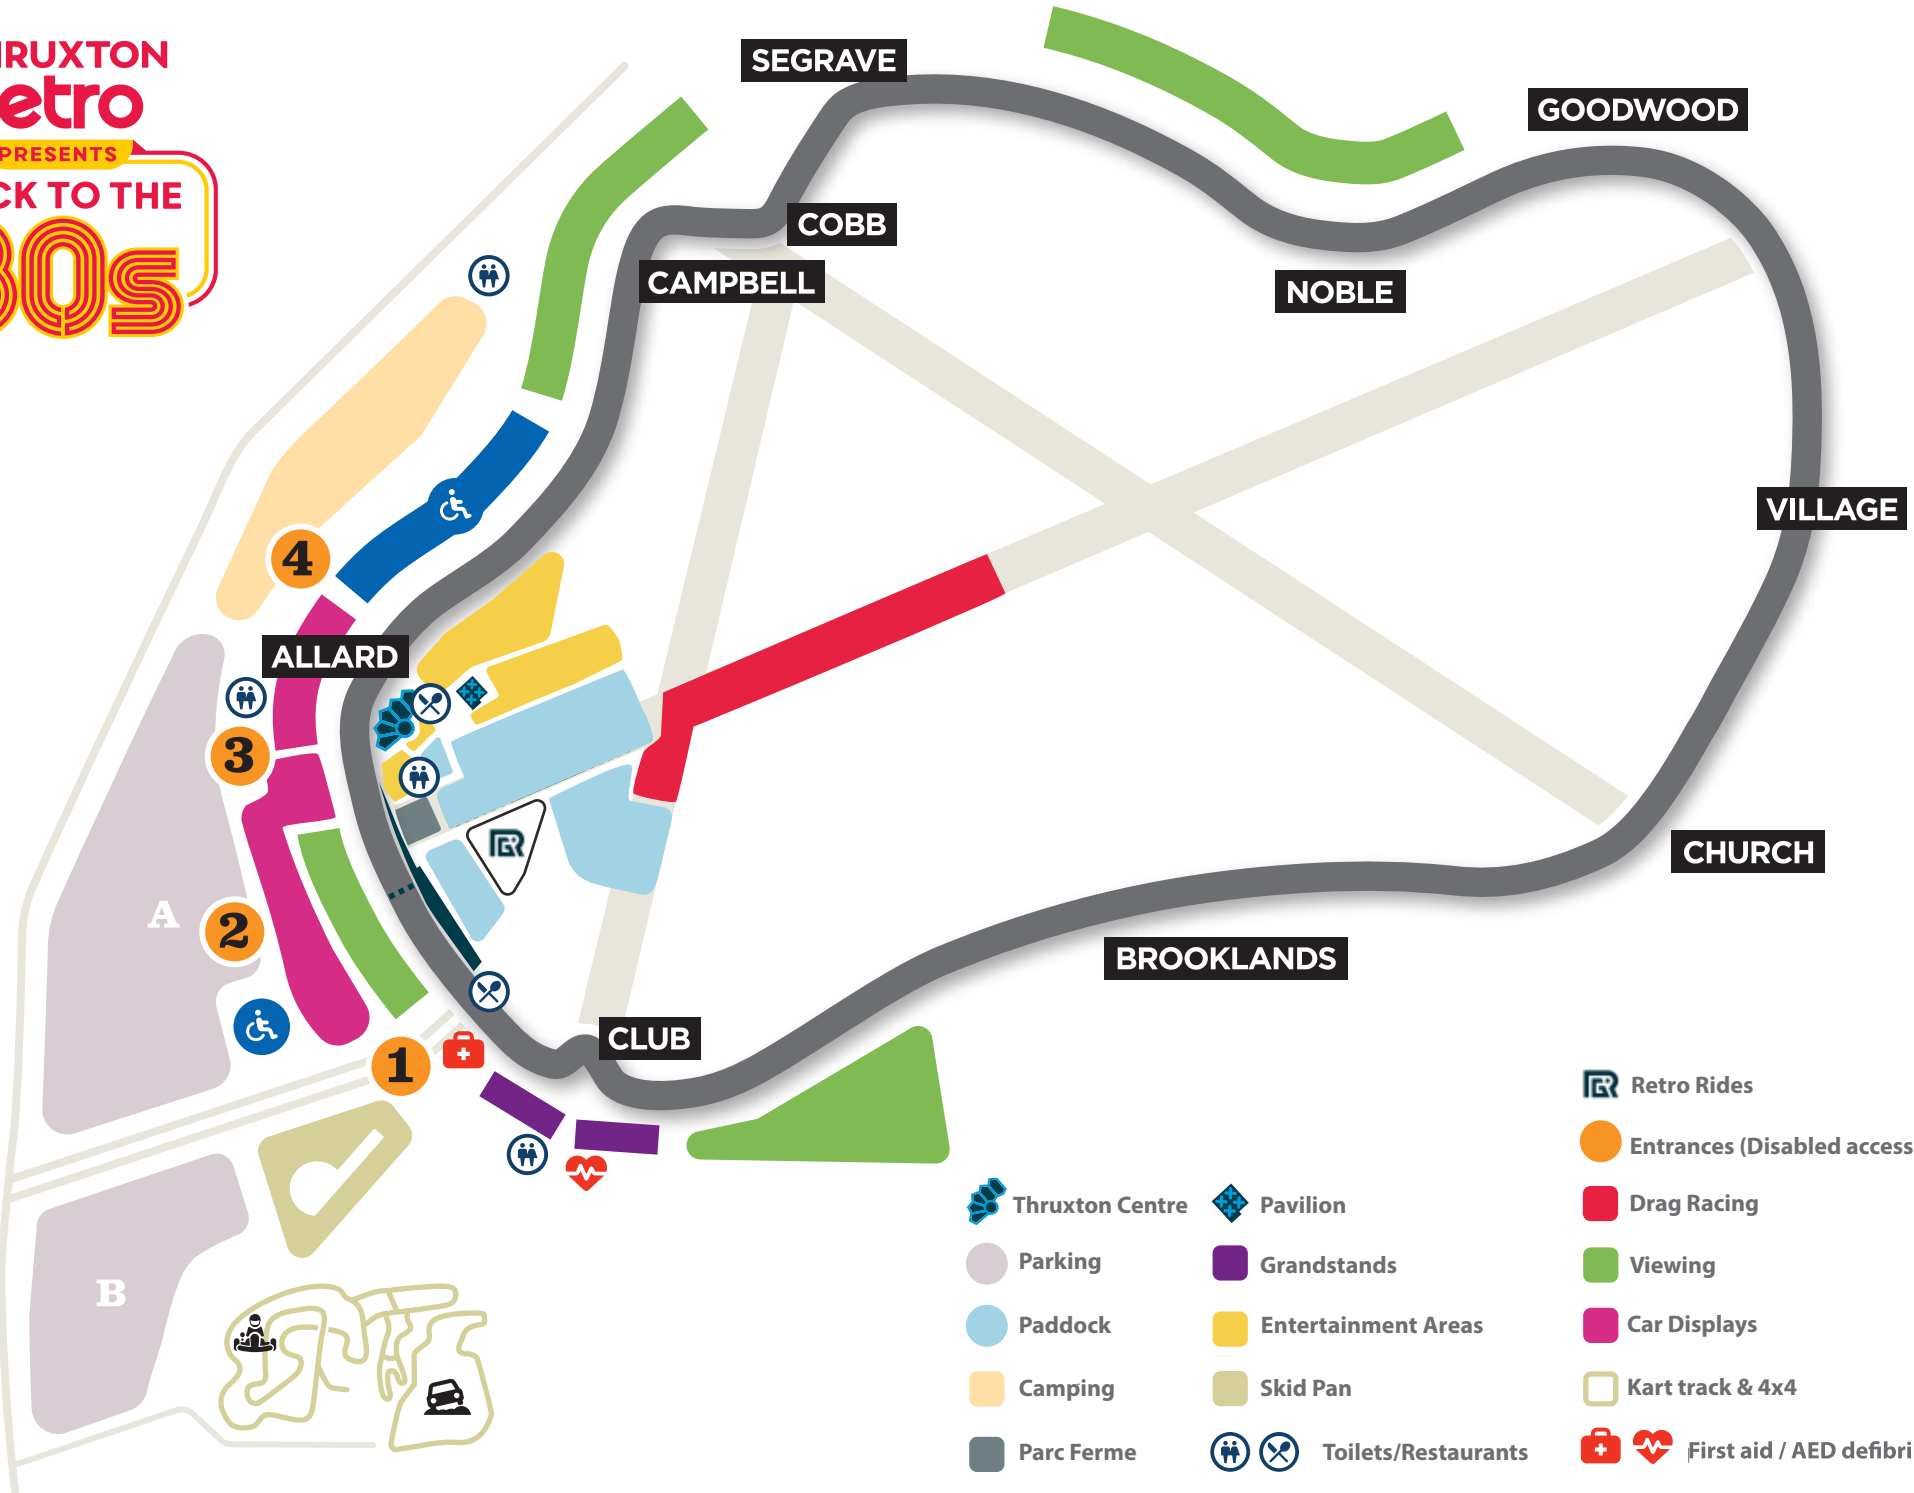 HRUXTON
etro
PRESENTS
CK TO THE
80s
SEGRAVE
GOODWOOD
COBB
CAMPBELL
NOBLE
VILLAGE
4
ALLARD
3
A
2
CHURCH
BROOKLANDS
CLUB
1
B
Retro Rides
Entrances (Disabled access
Thruxton Centre
Pavilion
Drag Racing
Parking
Grandstands
Viewing
Paddock
Entertainment Areas
Car Displays
Camping
Skid Pan
Kart track & 4x4
Parc Ferme
Toilets/Restaurants
First aid / AED defibri